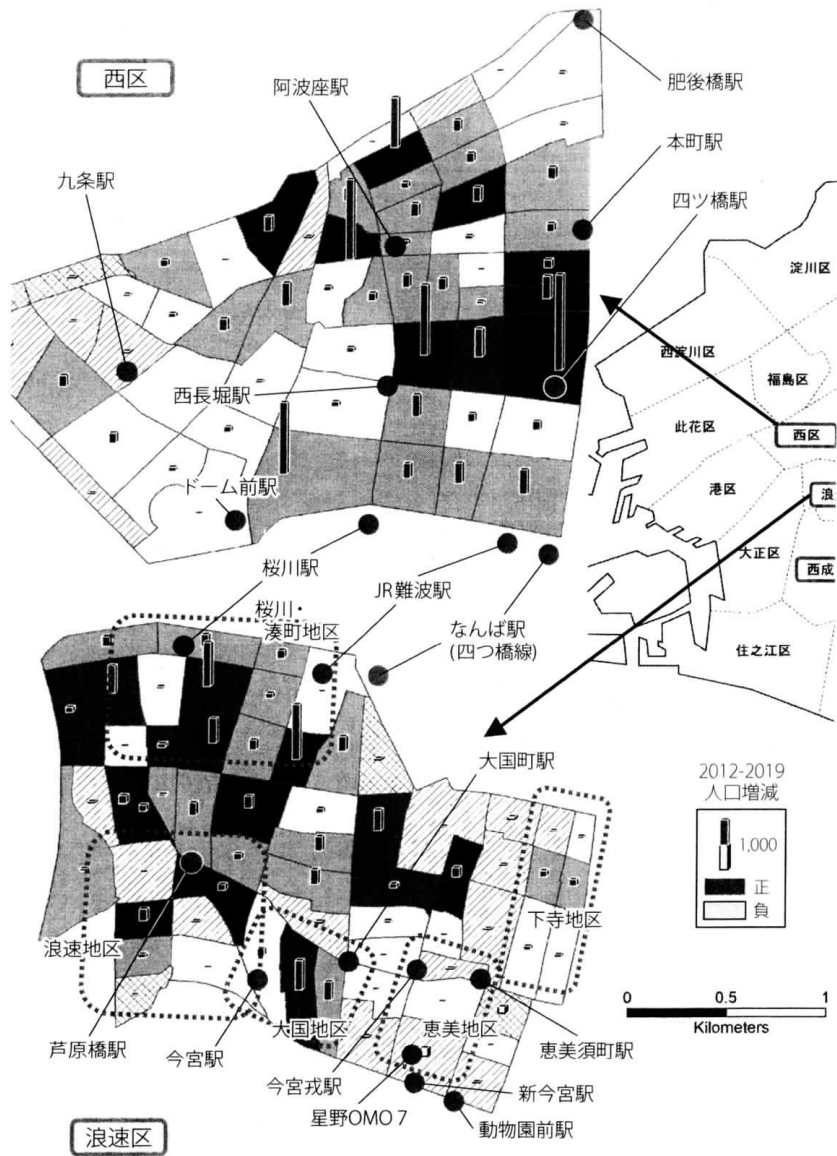 西区
阿波座駅
肥後橋駅
本町駅
四ツ橋駅
九条駅
西長堀駅
ドーム前駅
桜川駅
JR難波駅
桜川・
湊町地区
なんば駅
(四つ橋線)
淀川区
西淀川区
福島区
此花区
西区
港区
浪
大正区
西成
住之江区
大国町駅
2012-2019
人口増減
1,000
正
負
0 0.5 1
Kilometers
下寺地区
浪速地区
大国地区
恵美地区
芦原橋駅
今宮駅
今宮戎駅
恵美須町駅
星野OMO 7
新今宮駅
動物園前駅
浪速区